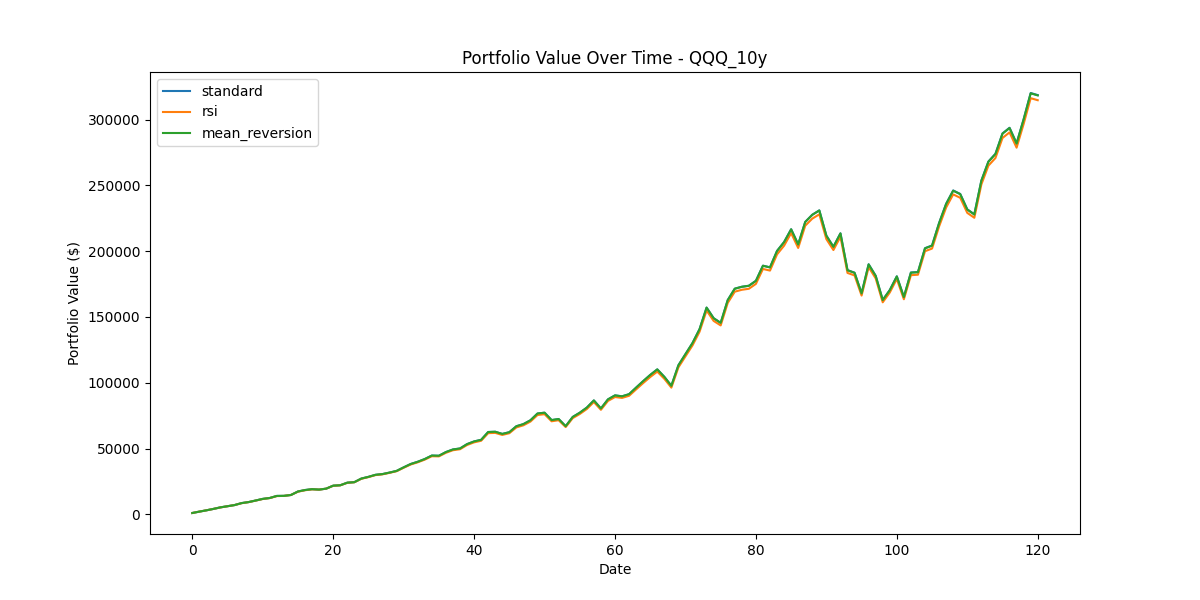 Portfolio Value Over Time - QQQ_10y
standard
rsi
mean_reversion
Portfolio Value ($)
300000
250000
200000
150000
100000
50000
0
0 20 40 60 80 100 120
Date